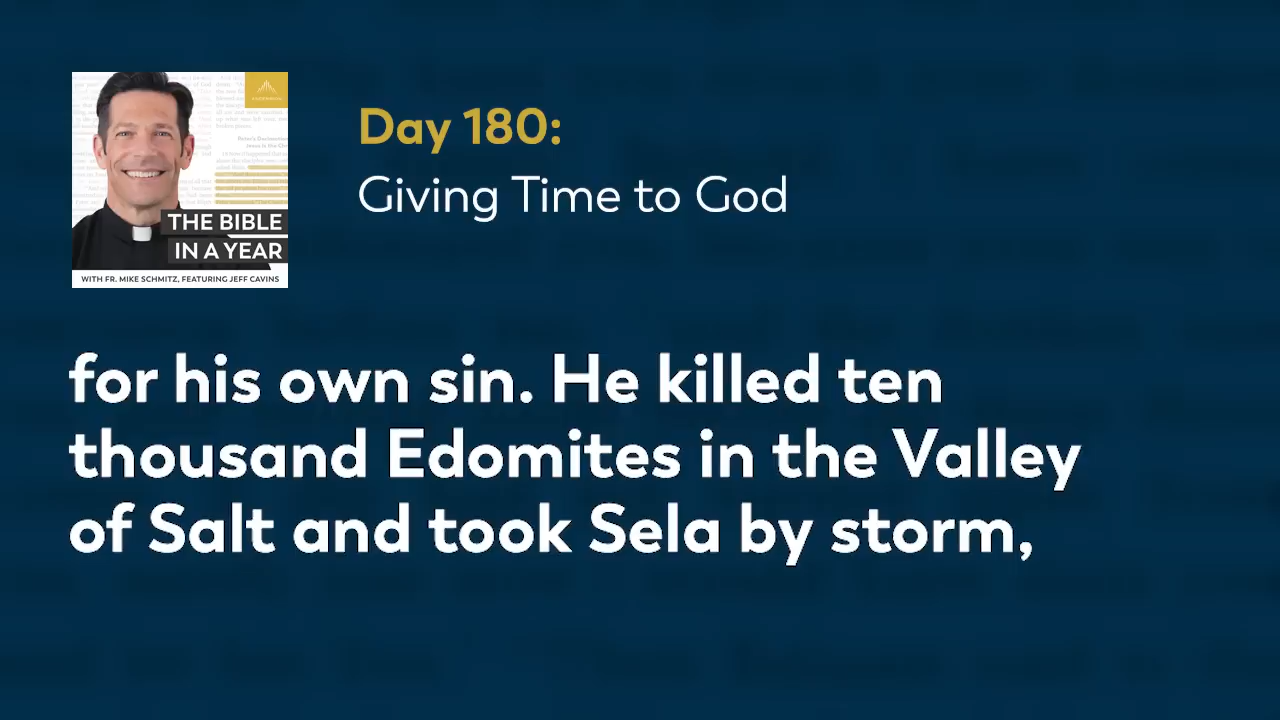 Day 180:
Giving Time to God
THE BIBLE
IN A YEAR
WITH FR. MIKE SCHMITZ, FEATURING JEFF CAVINS
for his own sin. He killed ten
thousand Edomites in the Valley
of Salt and took Sela by storm,